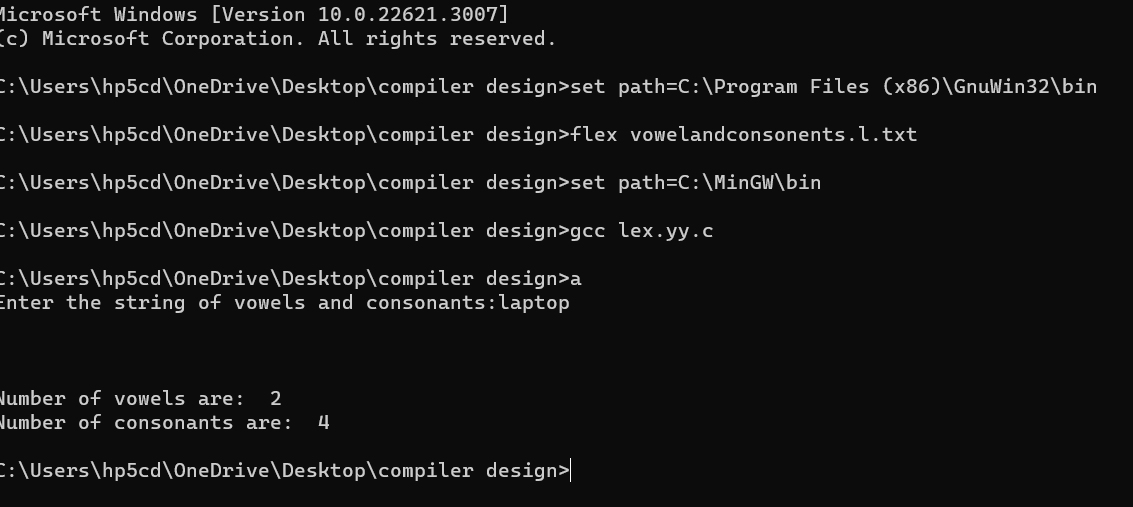 Microsoft Windows [Version 10.0.22621.3007]
(c) Microsoft Corporation. All rights reserved.
C:\Users\hp5cd\OneDrive\Desktop\compiler design>set path=C:\Program Files (x86)\GnuWin32\bin
C:\Users\hp5cd\OneDrive\Desktop\compiler design>flex vowelandconsonents.l.txt
C:\Users\hp5cd\OneDrive\Desktop\compiler design>set path=C:\MinGW\bin
C:\Users\hp5cd\OneDrive\Desktop\compiler design>gcc lex.yy.c
C:\Users\hp5cd\OneDrive\Desktop\compiler design>a
Enter the string of vowels and consonants:laptop
Number of vowels are:  2
Number of consonants are:  4
C:\Users\hp5cd\OneDrive\Desktop\compiler design>